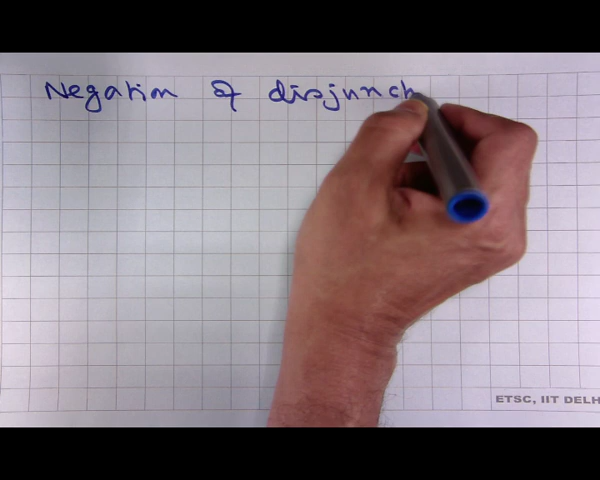 Negation of disjunct
ETSC, IIT DELH